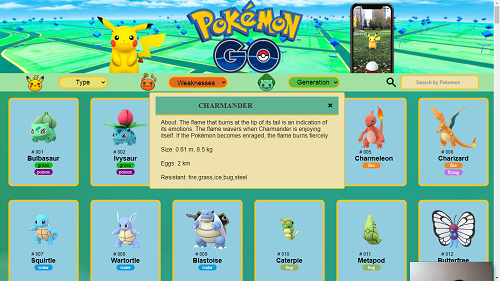 POKÉMON
GO
Type
Weaknesses
Generation
Search by Pokemon
CHARMANDER
×
About: The flame that burns at the tip of its tail is an indication of
its emotions. The flame wavers when Charmander is enjoying
itself. If the Pokémon becomes enraged, the flame burns fiercely.
Size: 0.61 m, 8.5 kg
Eggs: 2 km
Resistant: fire,grass,ice,bug,steel
# 001
Bulbasaur
grass
poison
# 002
Ivysaur
grass
poison
# 005
Charmeleon
fire
# 006
Charizard
fire
flying
# 007
Squirtle
water
# 008
Wartortle
water
# 009
Blastoise
water
# 010
Caterpie
bug
# 011
Metapod
bug
# 012
Butterfree